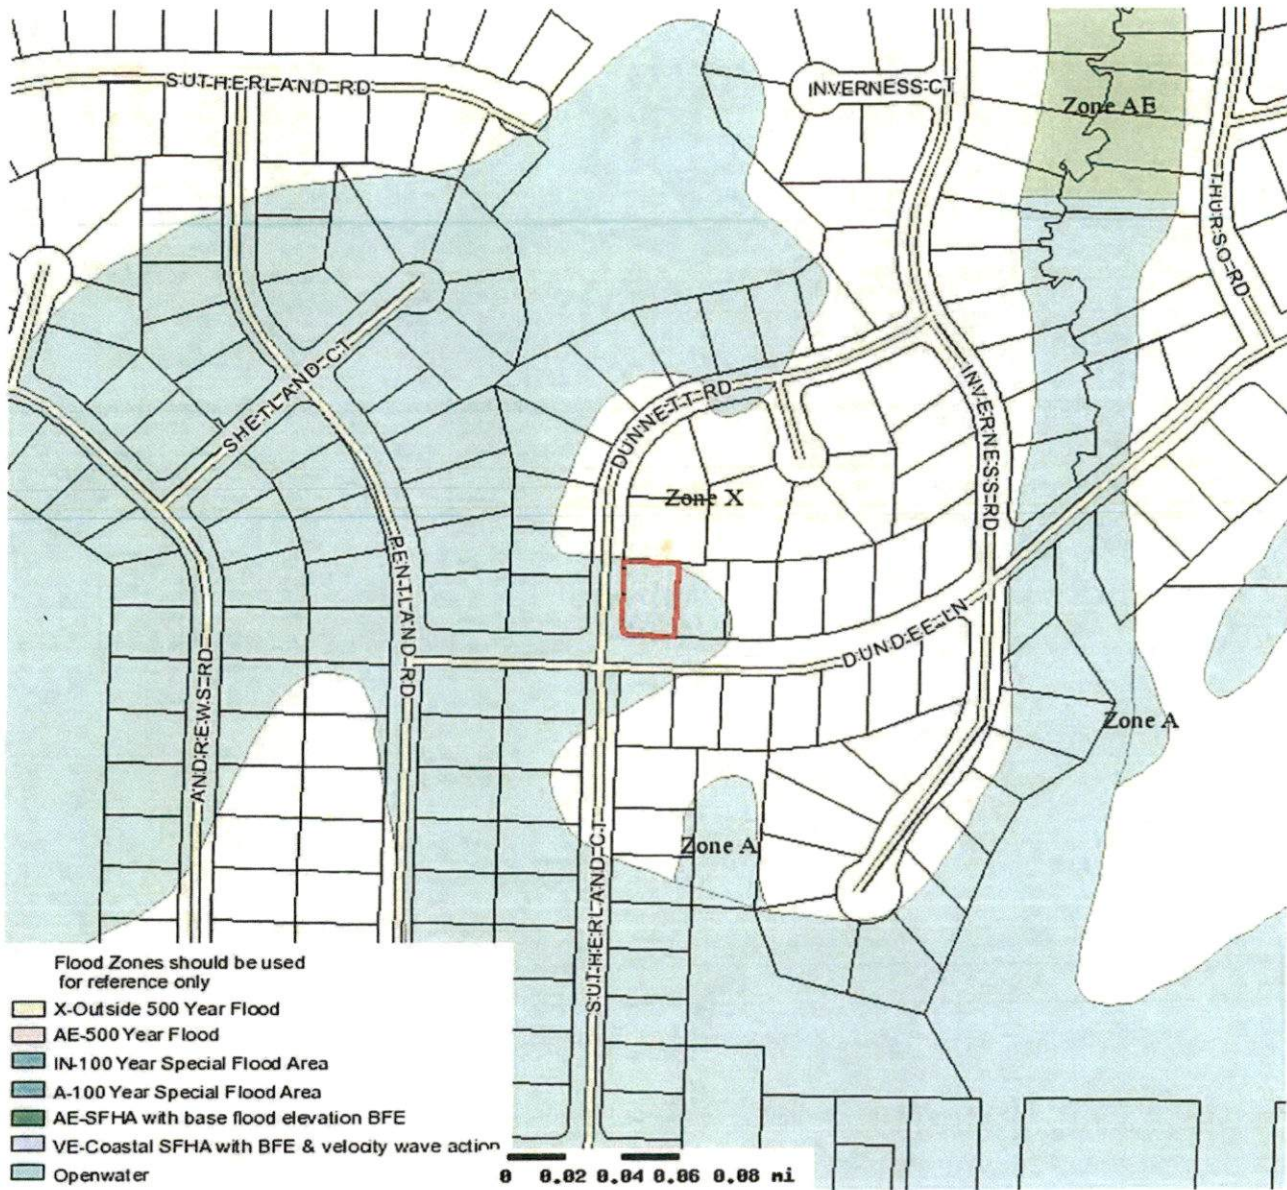 SUTHERLAND RD
INVERNESS CT
Zone AE
THURSO RD
SHETLAND CT
DUNNETT RD
INVERNESS RD
Zone X
PENTLAND RD
DUNDEE LN
ANDREWS RD
Zone A
Zone A
SUTHERLAND CT
Flood Zones should be used
for reference only
X-Outside 500 Year Flood
AE-500 Year Flood
IN-100 Year Special Flood Area
A-100 Year Special Flood Area
AE-SFHA with base flood elevation BFE
VE-Coastal SFHA with BFE & velocity wave action
Openwater
0 0.02 0.04 0.06 0.08 mi